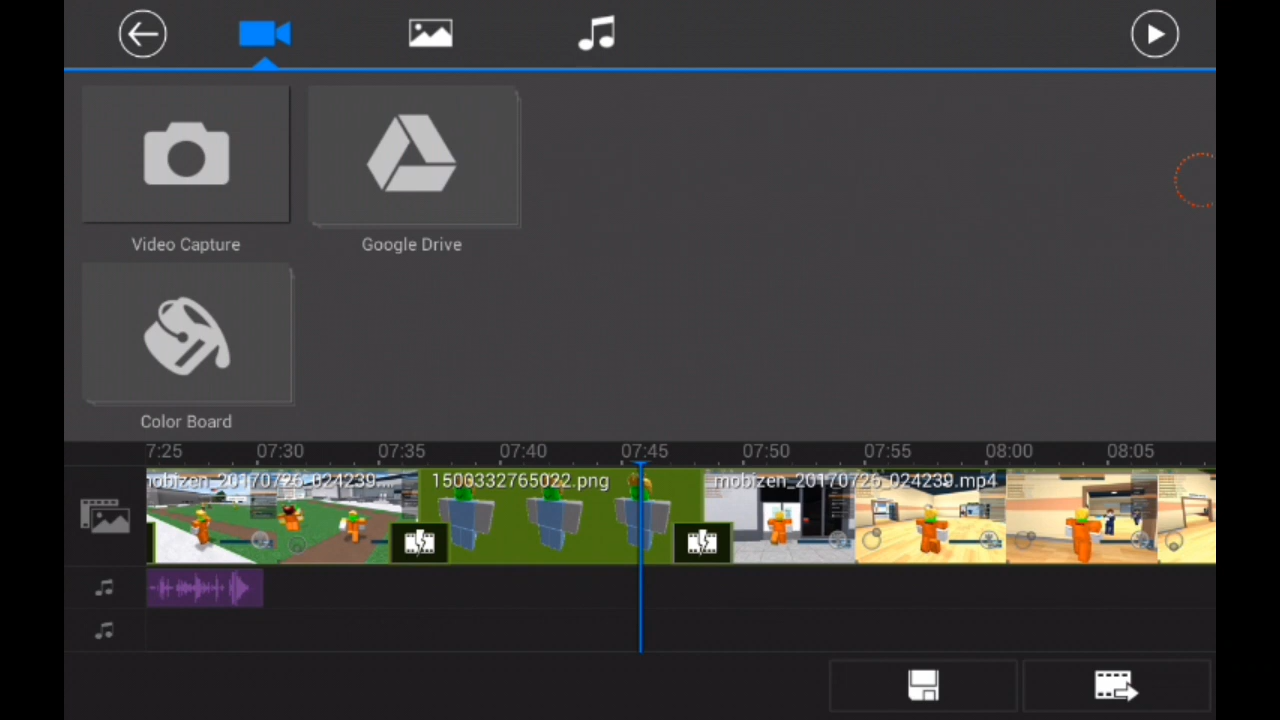 Video Capture
Google Drive
Color Board
7:25 07:30 07:35 07:40 07:45 07:50 07:55 08:00 08:05
mobizen_20170726_024239....
1500332765022.png
mobizen_20170726_024239.mp4